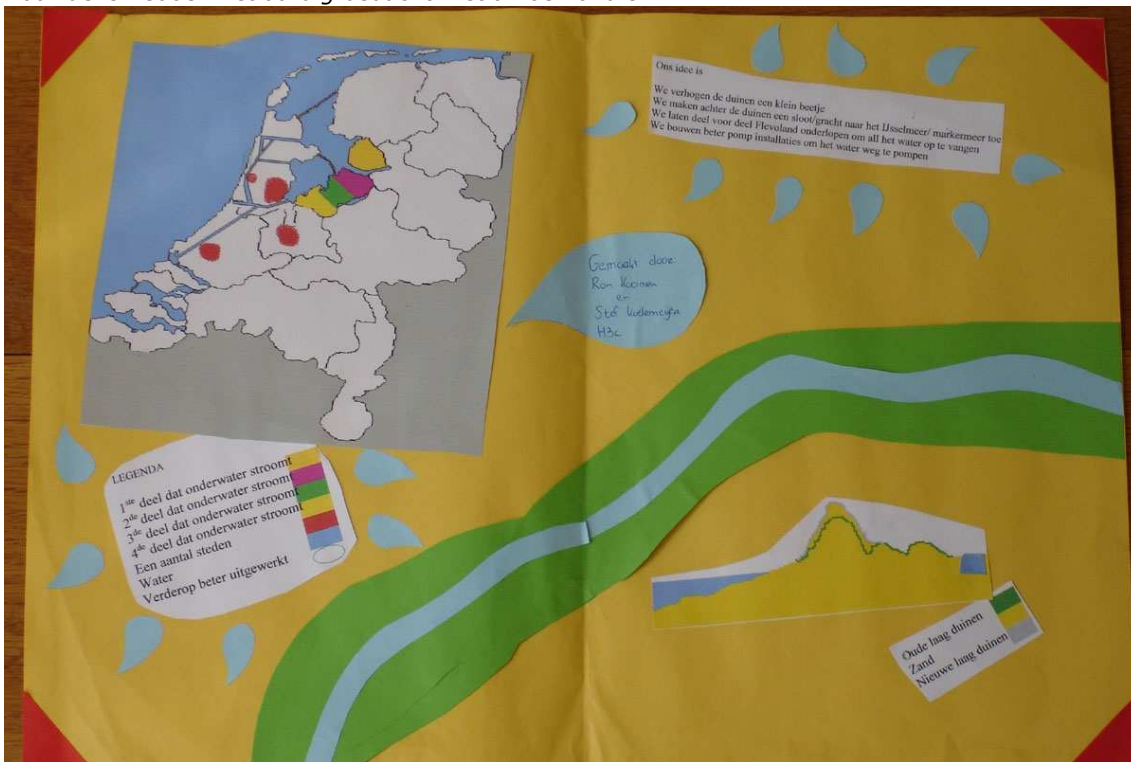 Ons idee is
We verhogen de duinen een klein beetje
We maken achter de duinen een sloot/gracht naar het IJsselmeer/ markermeer toe
We laten deel voor deel Flevoland onderlopen om all het water op te vangen
We bouwen beter pomp installaties om het water weg te pompen
Gemaakt door:
Ron
en
Stef
H3c
LEGENDA
1ste deel dat onderwater stroomt
2de deel dat onderwater stroomt
3de deel dat onderwater stroomt
4de deel dat onderwater stroomt
Een aantal steden
Water
Verderop beter uitgewerkt
Oude laag duinen
Zand
Nieuwe laag duinen